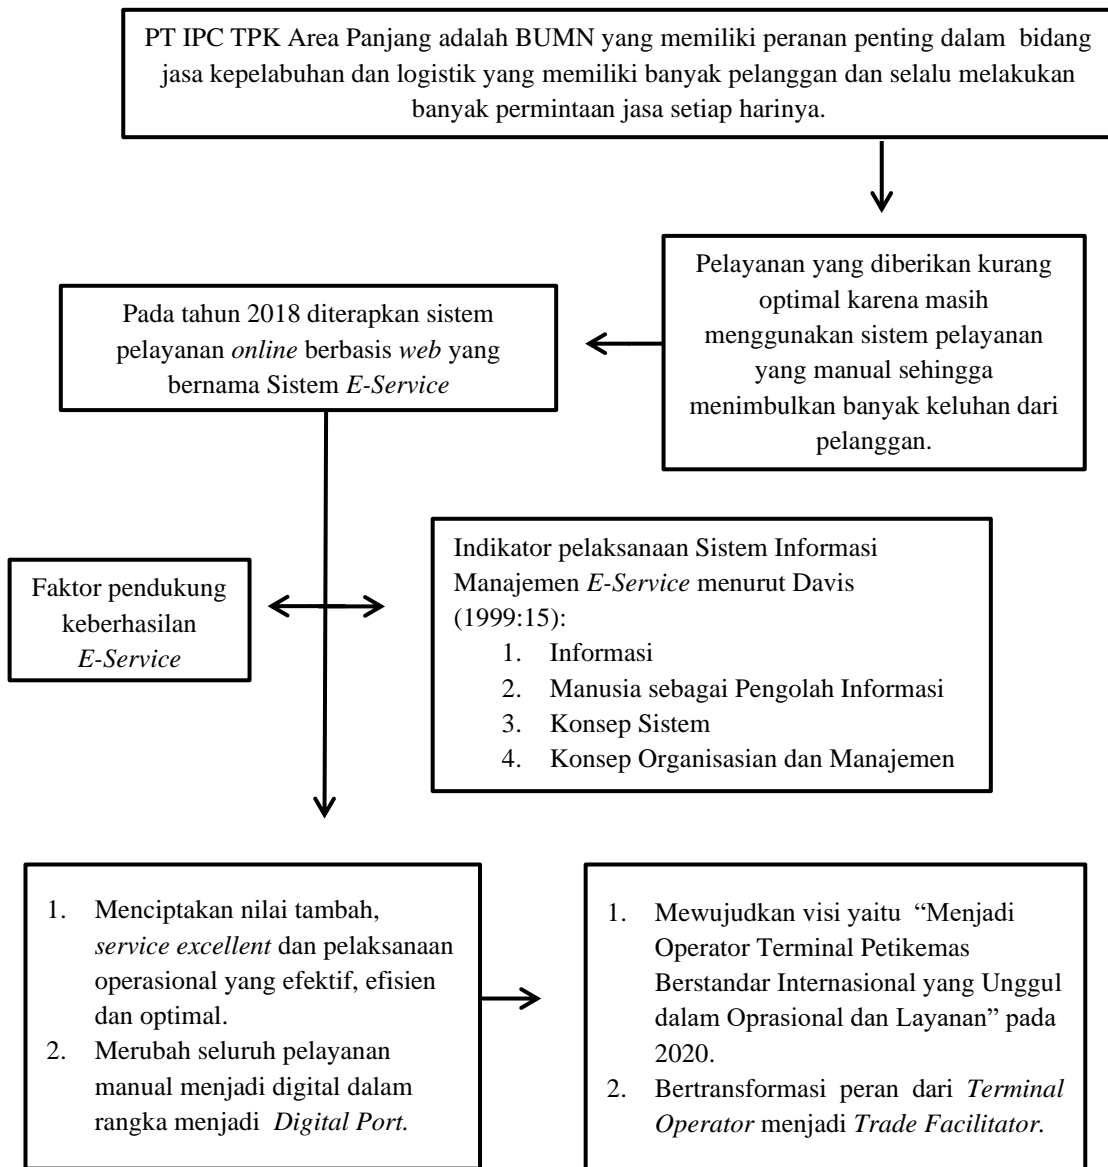 PT IPC TPK Area Panjang adalah BUMN yang memiliki peranan penting dalam bidang
jasa kepelabuhan dan logistik yang memiliki banyak pelanggan dan selalu melakukan
banyak permintaan jasa setiap harinya.
Pelayanan yang diberikan kurang
optimal karena masih
menggunakan sistem pelayanan
yang manual sehingga
menimbulkan banyak keluhan dari
pelanggan.
Pada tahun 2018 diterapkan sistem
pelayanan online berbasis web yang
bernama Sistem E-Service
Faktor pendukung
keberhasilan
E-Service
Indikator pelaksanaan Sistem Informasi
Manajemen E-Service menurut Davis
(1999:15):
1. Informasi
2. Manusia sebagai Pengolah Informasi
3. Konsep Sistem
4. Konsep Organisasian dan Manajemen
1. Menciptakan nilai tambah,
service excellent dan pelaksanaan
operasional yang efektif, efisien
dan optimal.
2. Merubah seluruh pelayanan
manual menjadi digital dalam
rangka menjadi Digital Port.
1. Mewujudkan visi yaitu “Menjadi
Operator Terminal Petikemas
Berstandar Internasional yang Unggul
dalam Oprasional dan Layanan” pada
2020.
2. Bertransformasi peran dari Terminal
Operator menjadi Trade Facilitator.